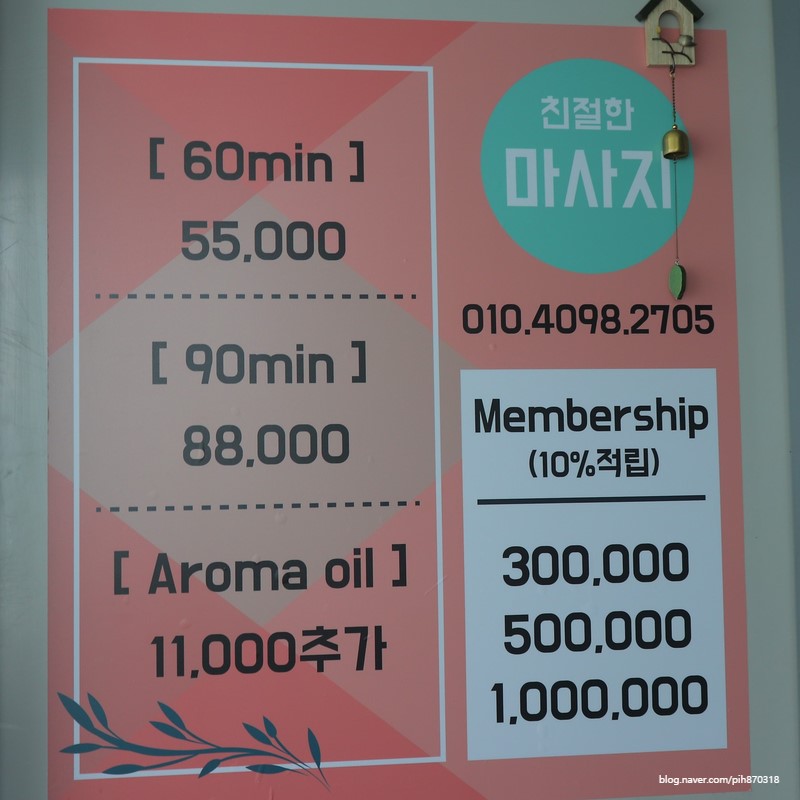 [ 60min ]
55,000
[ 90min ]
88,000
[ Aroma oil ]
11,000추가
친절한
마사지
010.4098.2705
Membership
(10%적립)
300,000
500,000
1,000,000
blog.naver.com/pih870318